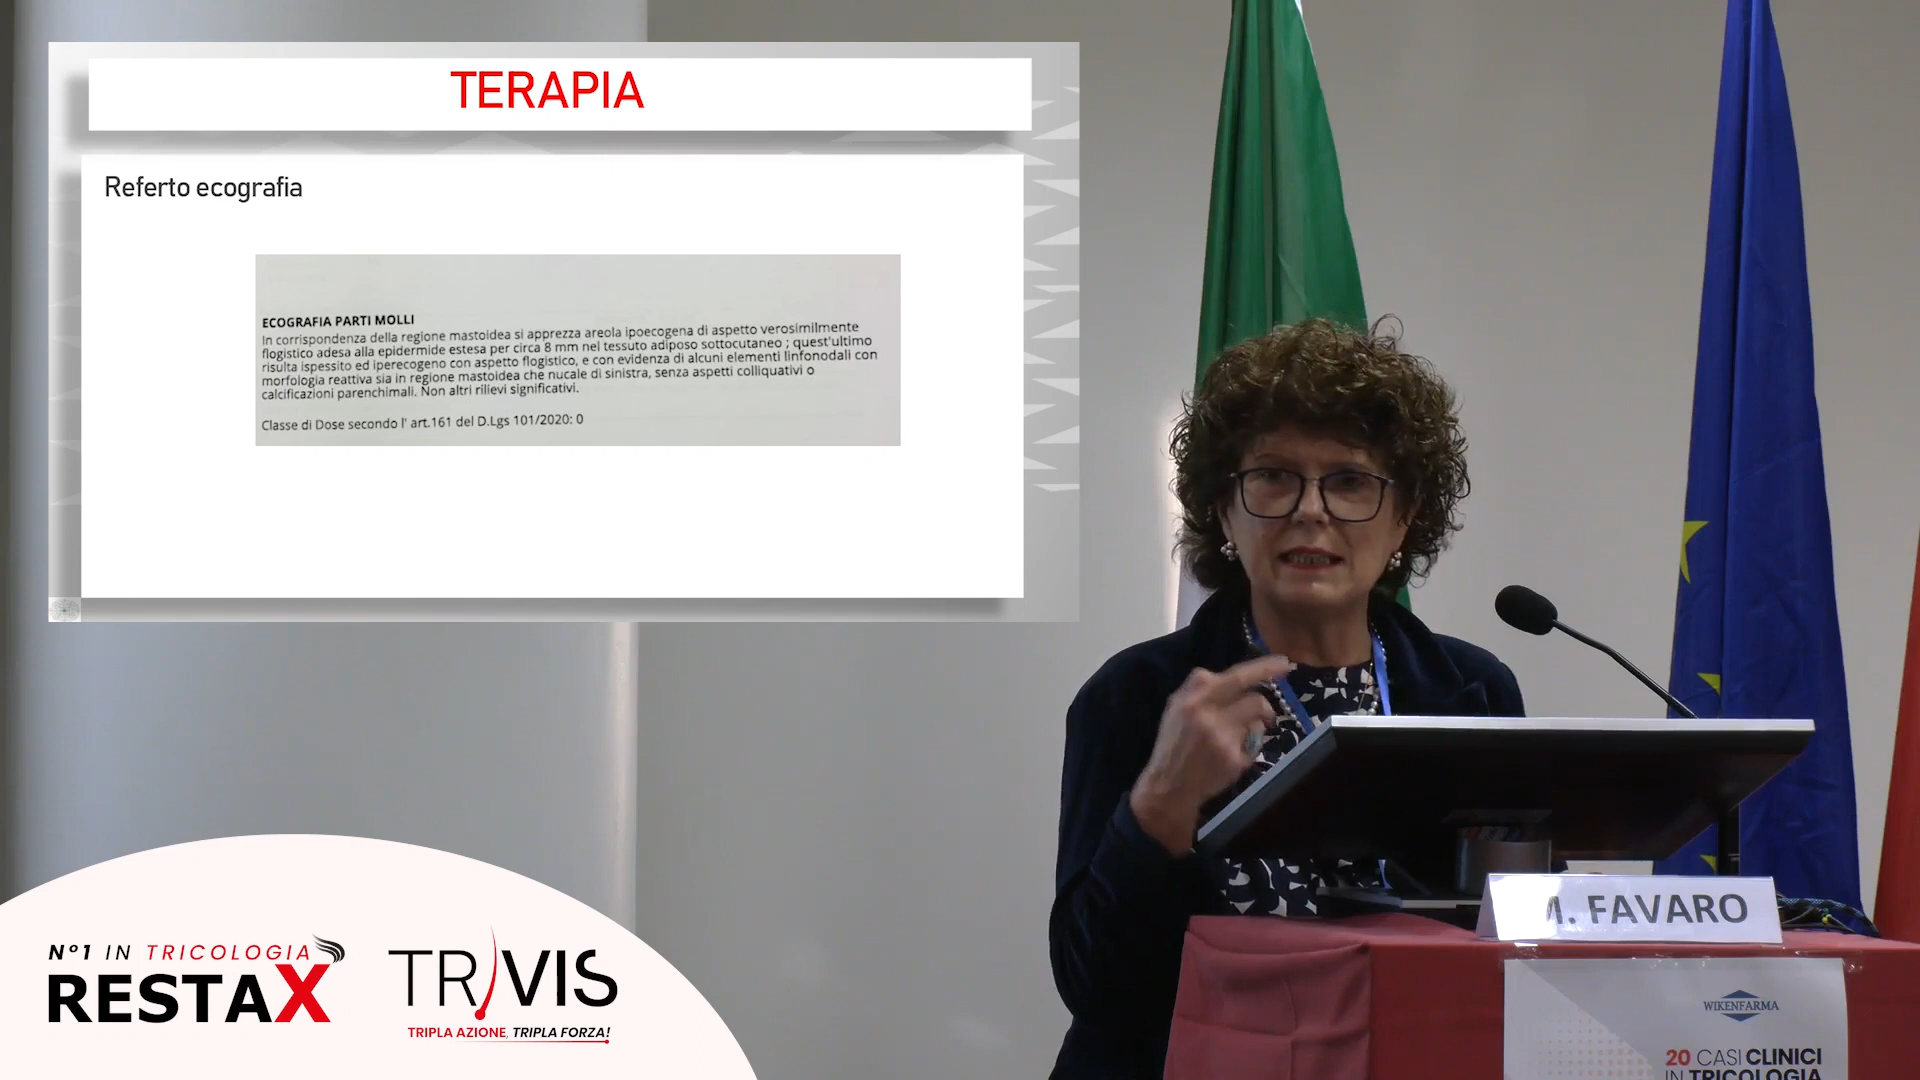 TERAPIA
Referto ecografia
ECOGRAFIA PARTI MOLLI
In corrispondenza della regione mastoidea si apprezza areola ipoecogena di aspetto verosimilmente
flogistico adesa alla epidermide estesa per circa 8 mm nel tessuto adiposo sottocutaneo ; quest'ultimo
risulta ispessito ed iperecogeno con aspetto flogistico, e con evidenza di alcuni elementi linfonodali con
morfologia reattiva sia in regione mastoidea che nucale di sinistra, senza aspetti colliquativi o
calcificazioni parenchimali. Non altri rilievi significativi.
Classe di Dose secondo l' art.161 del D.Lgs 101/2020: 0
N°1 IN TRICOLOGIA
RESTAX
TRIVIS
TRIPLA AZIONE, TRIPLA FORZA!
M. FAVARO
WIKENFARMA
20 CASI CLINICI
IN TRICOLOGIA